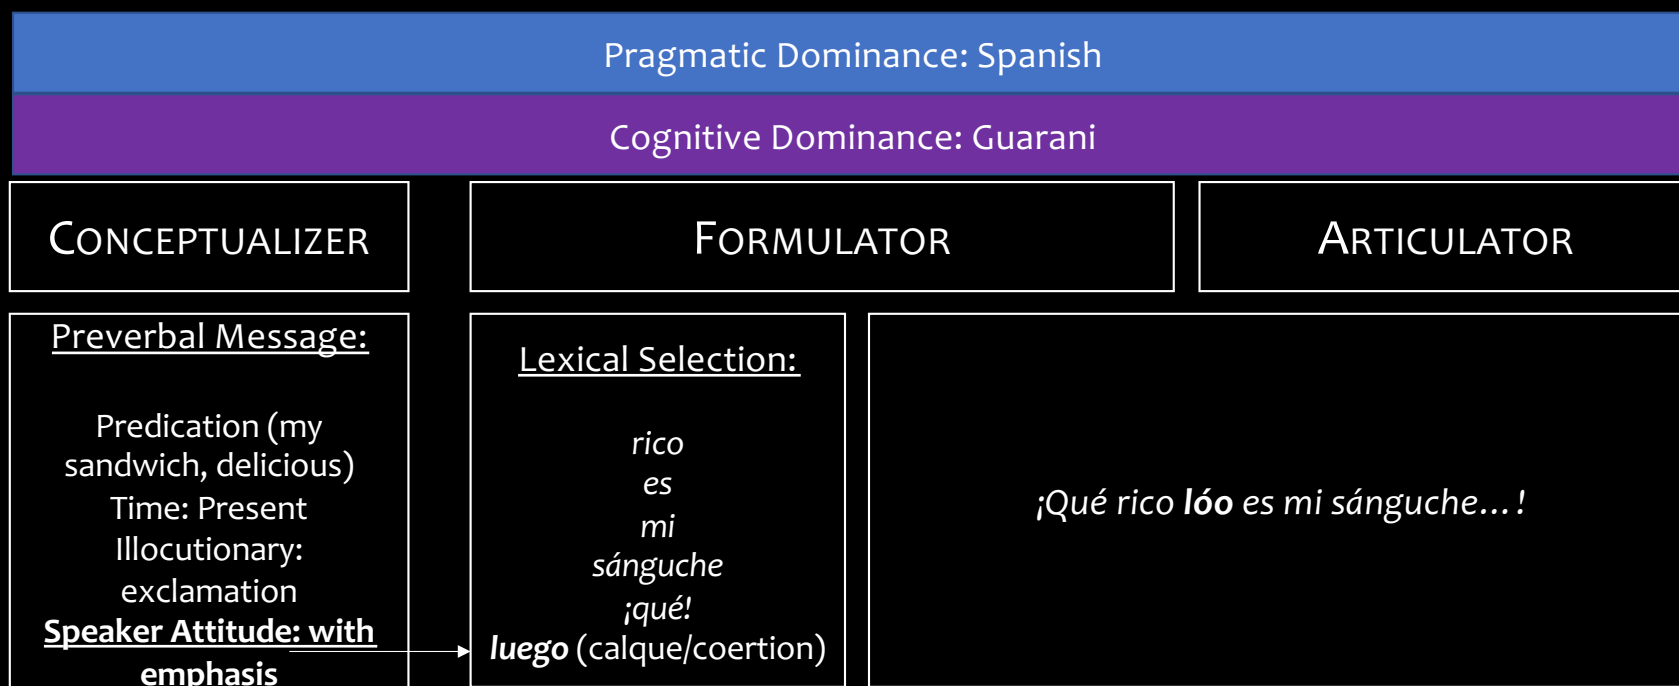 Pragmatic Dominance: Spanish
Cognitive Dominance: Guarani
CONCEPTUALIZER
FORMULATOR
ARTICULATOR
Preverbal Message:
Predication (my
sandwich, delicious)
Time: Present
Illocutionary:
exclamation
Speaker Attitude: with
emphasis
Lexical Selection:
rico
es
mi
sánguche
¡qué!
luego (calque/coertion)
¡Qué rico lóo es mi sánguche...!